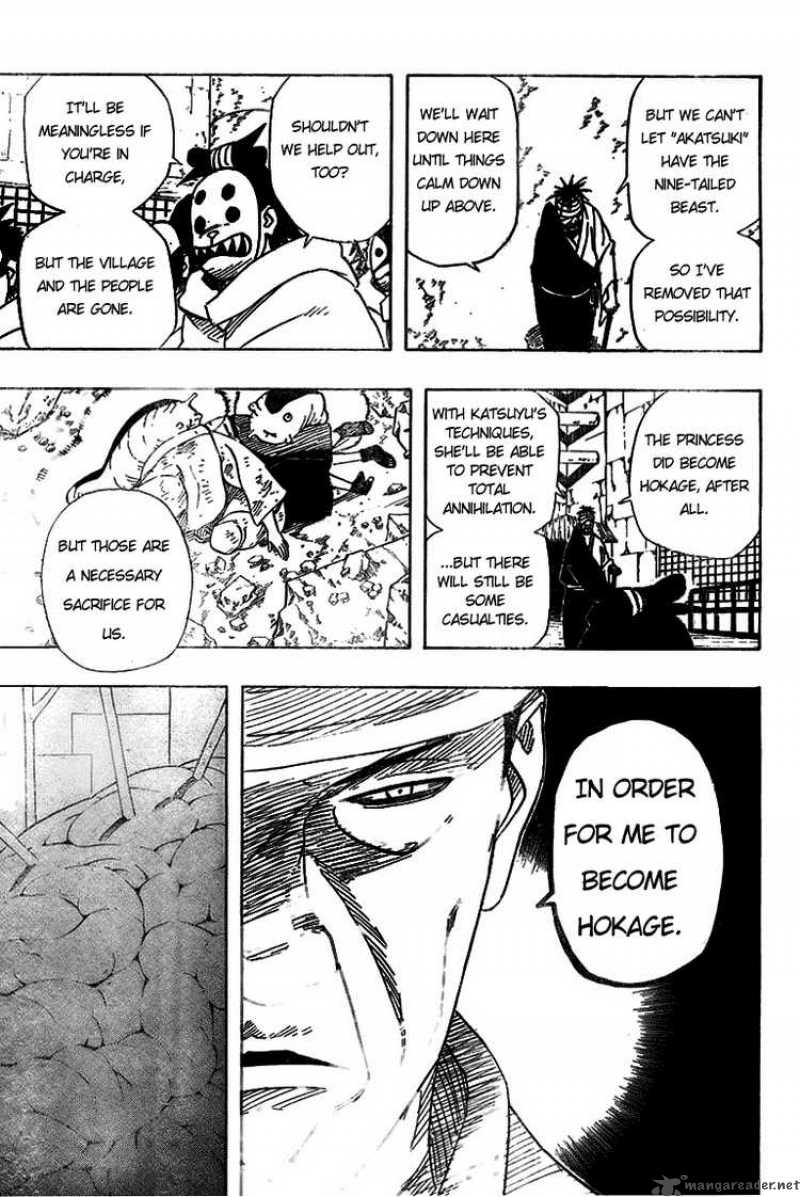 BUT WE CAN'T
LET "AKATSUKI"
HAVE THE
NINE-TAILED
BEAST.
SO I'VE
REMOVED THAT
POSSIBILITY.
WE'LL WAIT
DOWN HERE
UNTIL THINGS
CALM DOWN
UP ABOVE.
SHOULDN'T
WE HELP OUT,
TOO?
IT'LL BE
MEANINGLESS IF
YOU'RE IN
CHARGE,
BUT THE VILLAGE
AND THE PEOPLE
ARE GONE.
THE PRINCESS
DID BECOME
HOKAGE, AFTER
ALL.
WITH KATSUYU'S
TECHNIQUES,
SHE'LL BE ABLE
TO PREVENT
TOTAL
ANNIHILATION.
...BUT THERE
WILL STILL BE
SOME
CASUALTIES.
BUT THOSE ARE
A NECESSARY
SACRIFICE FOR
US.
IN ORDER
FOR ME TO
BECOME
HOKAGE.
mangareader.net